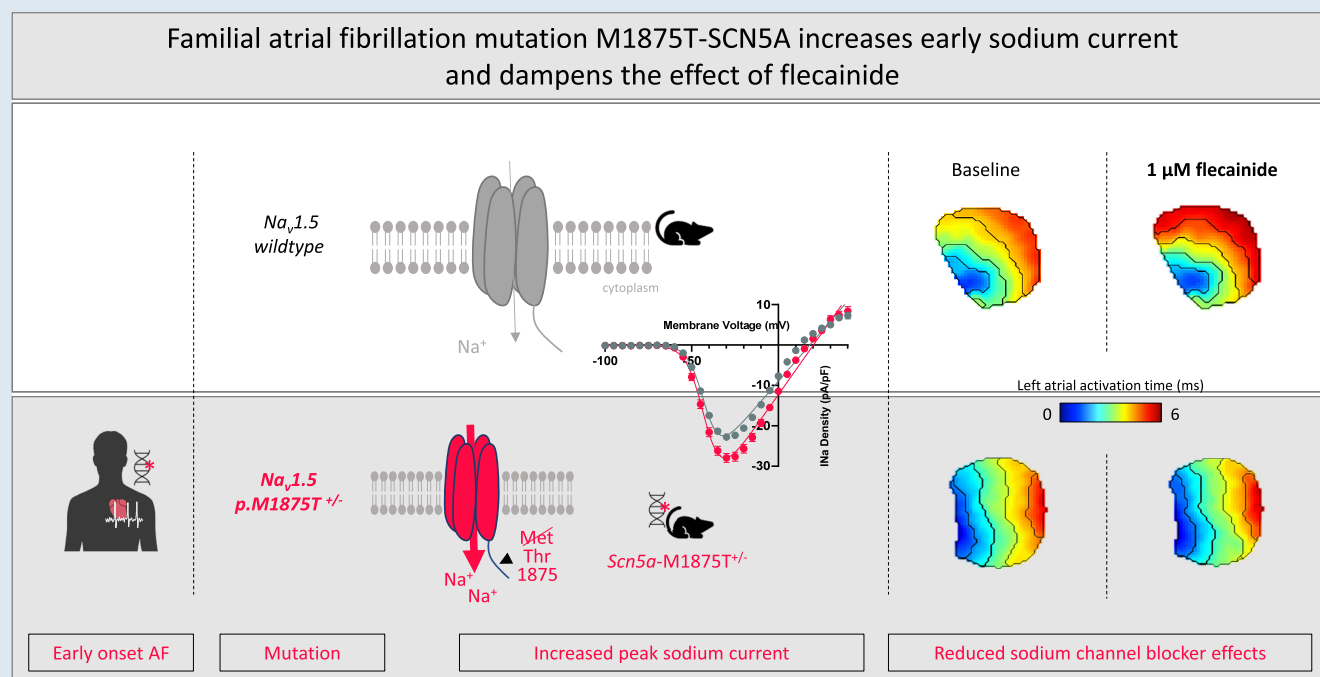 Familial atrial fibrillation mutation M1875T-SCN5A increases early sodium current
and dampens the effect of flecainide
Naᵥ1.5
wildtype
cytoplasm
Na⁺
Membrane Voltage (mV)
-100
-50
10
-10
-20
-30
INa Density (pA/pF)
Baseline
1 µM flecainide
Left atrial activation time (ms)
0
6
Naᵥ1.5
p.M1875T +/-
Met
Thr
1875
Na⁺
Na⁺
Scn5a-M1875T+/-
Early onset AF
Mutation
Increased peak sodium current
Reduced sodium channel blocker effects